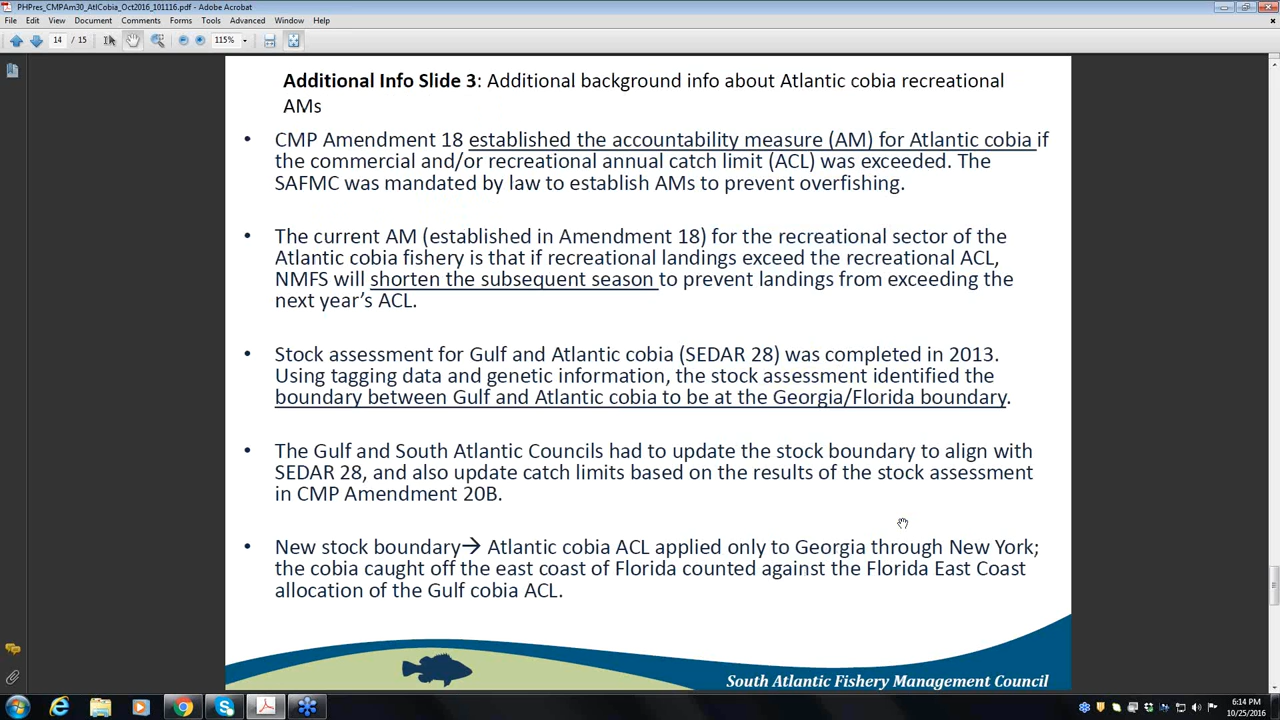 PHPres_CMPAm30_AtlCobia_Oct2016_101116.pdf - Adobe Acrobat
File Edit View Document Comments Forms Tools Advanced Window Help
14 / 15 115%
Additional Info Slide 3: Additional background info about Atlantic cobia recreational
AMs
• CMP Amendment 18 established the accountability measure (AM) for Atlantic cobia if
the commercial and/or recreational annual catch limit (ACL) was exceeded. The
SAFMC was mandated by law to establish AMs to prevent overfishing.
• The current AM (established in Amendment 18) for the recreational sector of the
Atlantic cobia fishery is that if recreational landings exceed the recreational ACL,
NMFS will shorten the subsequent season to prevent landings from exceeding the
next year’s ACL.
• Stock assessment for Gulf and Atlantic cobia (SEDAR 28) was completed in 2013.
Using tagging data and genetic information, the stock assessment identified the
boundary between Gulf and Atlantic cobia to be at the Georgia/Florida boundary.
• The Gulf and South Atlantic Councils had to update the stock boundary to align with
SEDAR 28, and also update catch limits based on the results of the stock assessment
in CMP Amendment 20B.
• New stock boundary→ Atlantic cobia ACL applied only to Georgia through New York;
the cobia caught off the east coast of Florida counted against the Florida East Coast
allocation of the Gulf cobia ACL.
South Atlantic Fishery Management Council
6:14 PM
10/25/2016